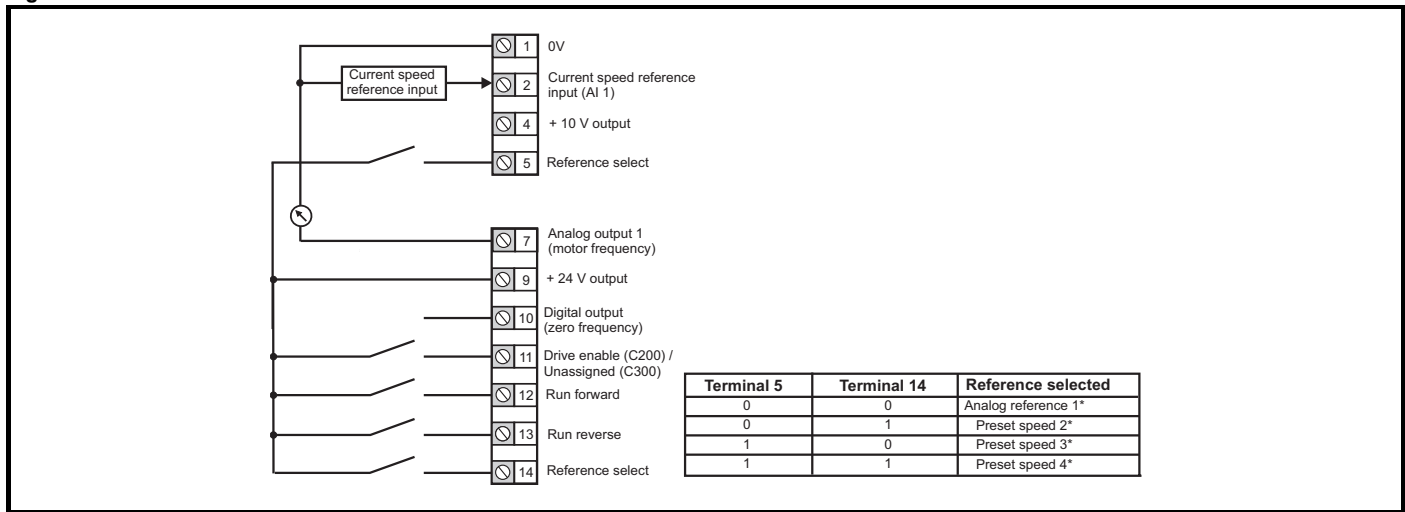 1 0V
Current speed
reference input
2 Current speed reference
input (AI 1)
4 + 10 V output
5 Reference select
7 Analog output 1
(motor frequency)
9 + 24 V output
10 Digital output
(zero frequency)
11 Drive enable (C200) /
Unassigned (C300)
12 Run forward
13 Run reverse
14 Reference select
Terminal 5 Terminal 14 Reference selected
0 0 Analog reference 1*
0 1 Preset speed 2*
1 0 Preset speed 3*
1 1 Preset speed 4*